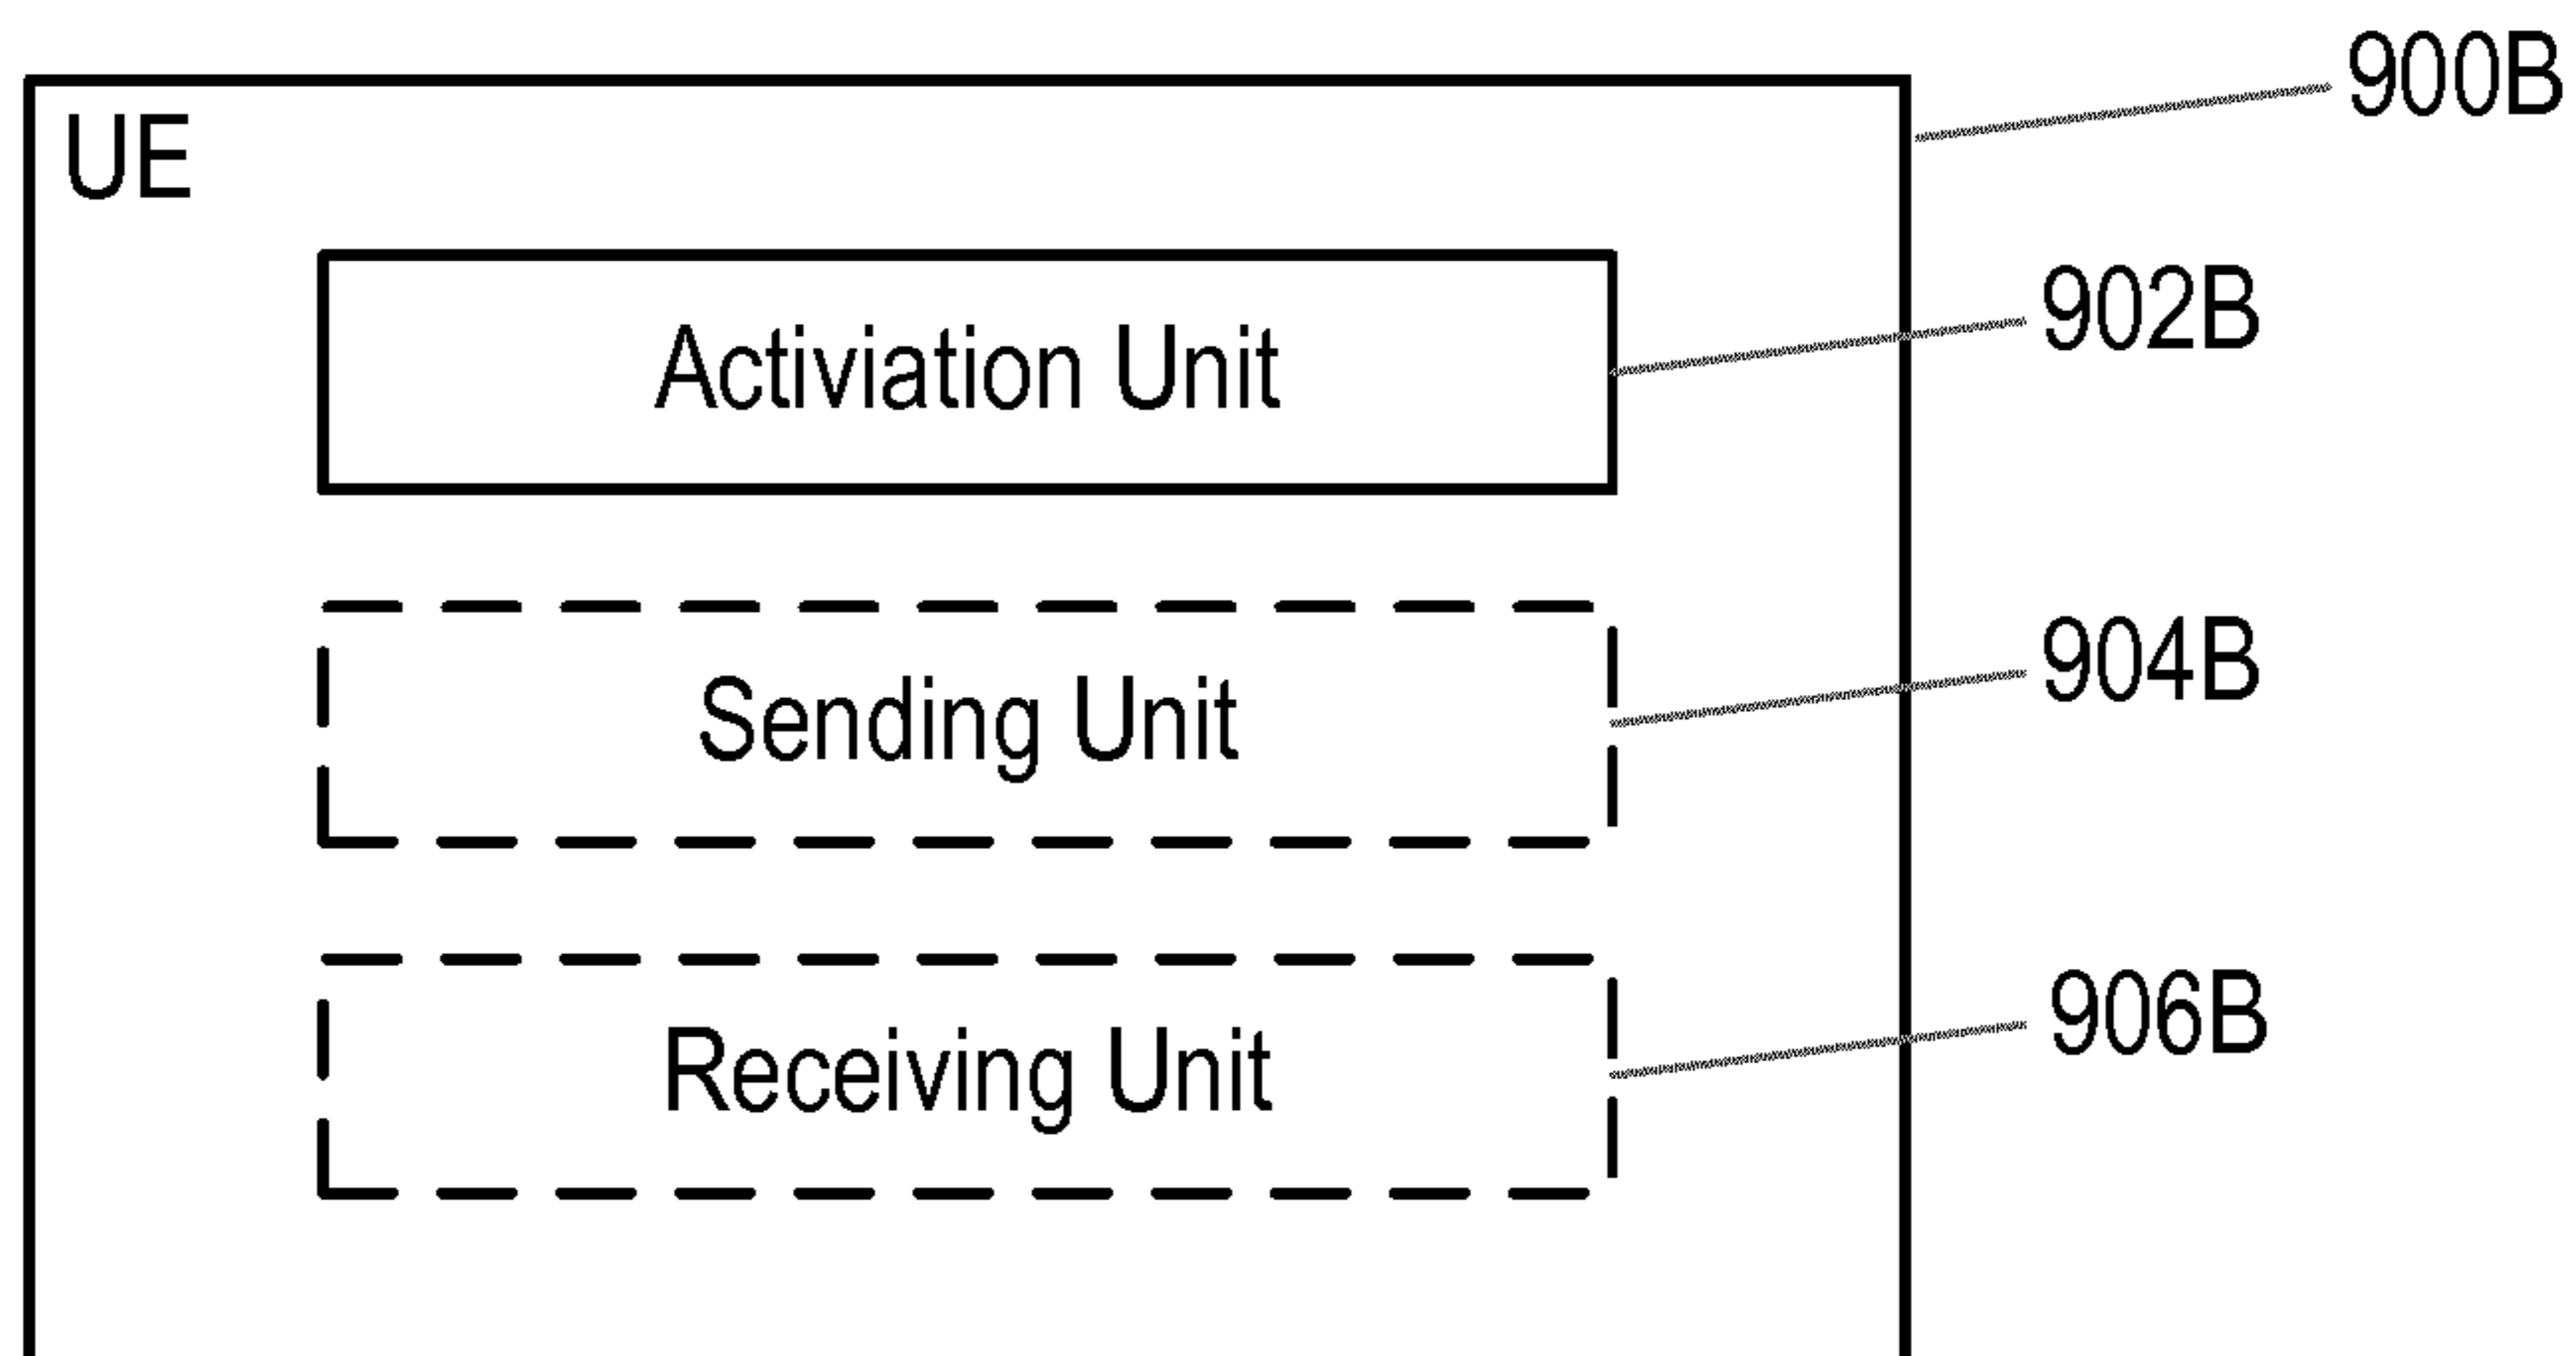 900B
UE
902B
Activiation Unit
904B
Sending Unit
906B
Receiving Unit